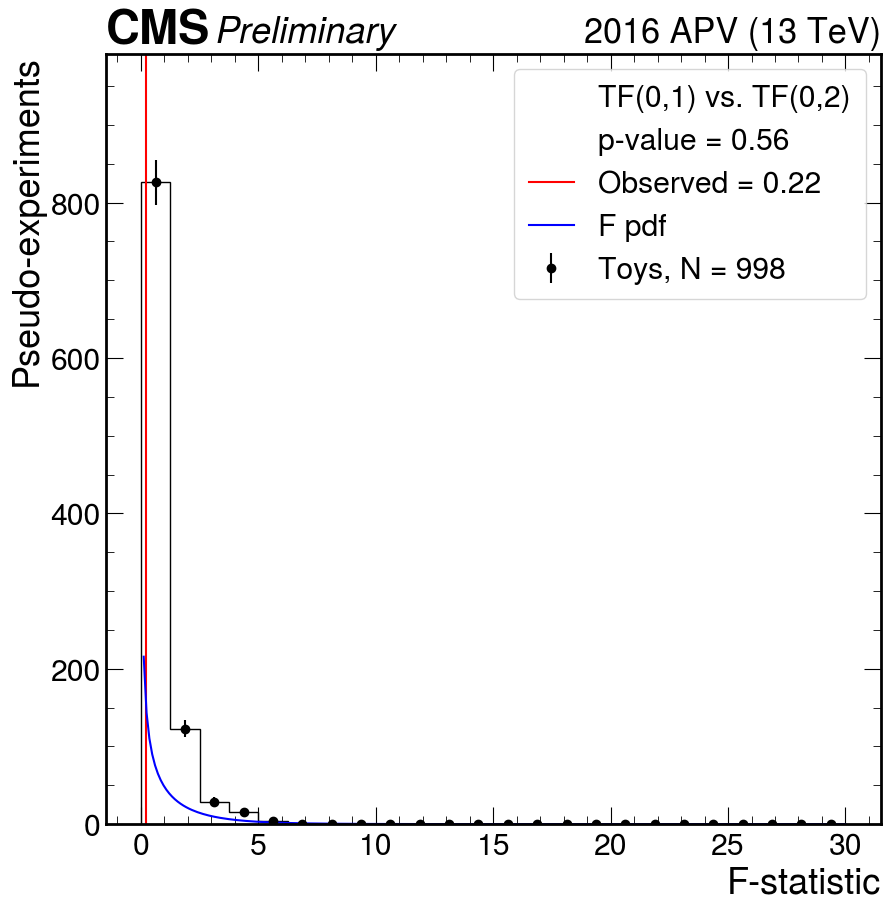 CMS Preliminary 2016 APV (13 TeV)
Pseudo-experiments
800
600
400
200
0
TF(0,1) vs. TF(0,2)
p-value = 0.56
Observed = 0.22
F pdf
Toys, N = 998
0 5 10 15 20 25 30
F-statistic